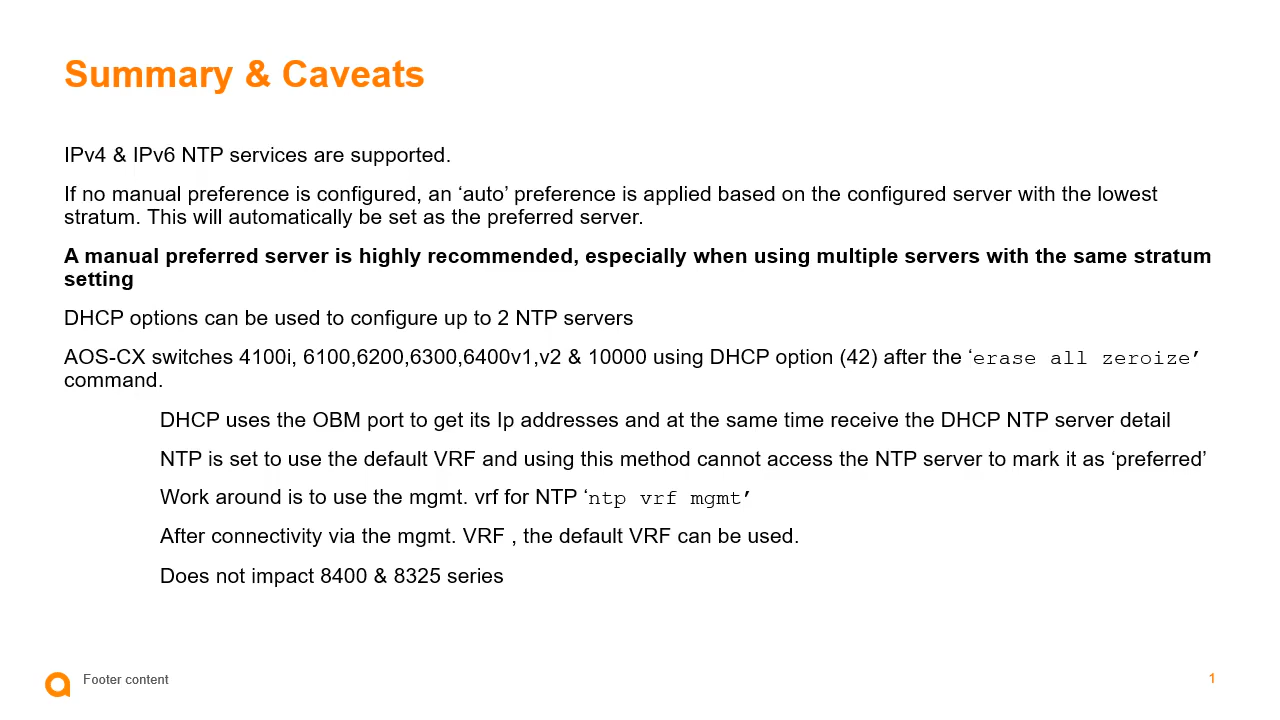 Summary & Caveats
IPv4 & IPv6 NTP services are supported.
If no manual preference is configured, an ‘auto’ preference is applied based on the configured server with the lowest
stratum. This will automatically be set as the preferred server.
A manual preferred server is highly recommended, especially when using multiple servers with the same stratum
setting
DHCP options can be used to configure up to 2 NTP servers
AOS-CX switches 4100i, 6100,6200,6300,6400v1,v2 & 10000 using DHCP option (42) after the ‘erase all zeroize’
command.
DHCP uses the OBM port to get its Ip addresses and at the same time receive the DHCP NTP server detail
NTP is set to use the default VRF and using this method cannot access the NTP server to mark it as ‘preferred’
Work around is to use the mgmt. vrf for NTP ‘ntp vrf mgmt’
After connectivity via the mgmt. VRF , the default VRF can be used.
Does not impact 8400 & 8325 series
Footer content
1